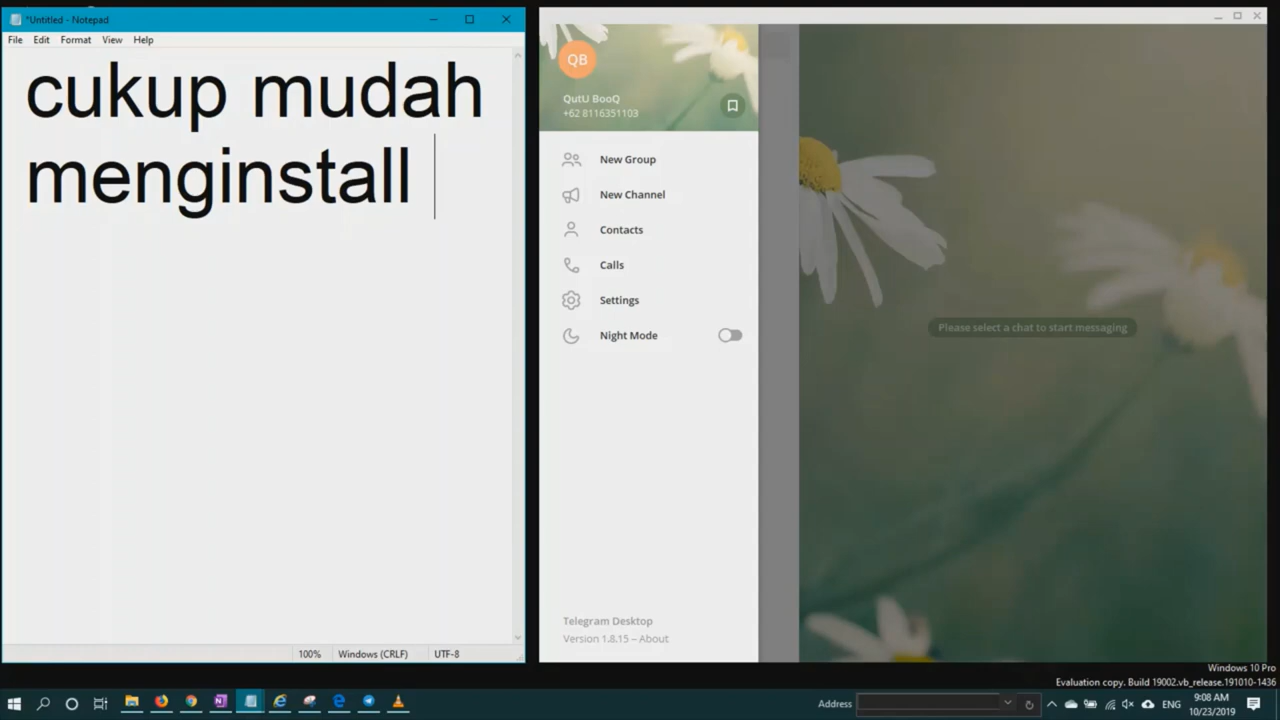 *Untitled - Notepad
File Edit Format View Help
cukup mudah
menginstall
100% Windows (CRLF) UTF-8
QB
QutU BooQ
+62 8116351103
New Group
New Channel
Contacts
Calls
Settings
Night Mode
Telegram Desktop
Version 1.8.15 – About
Please select a chat to start messaging
Windows 10 Pro
Evaluation copy. Build 19002.vb_release.191010-1436
Address
ENG
9:08 AM
10/23/2019